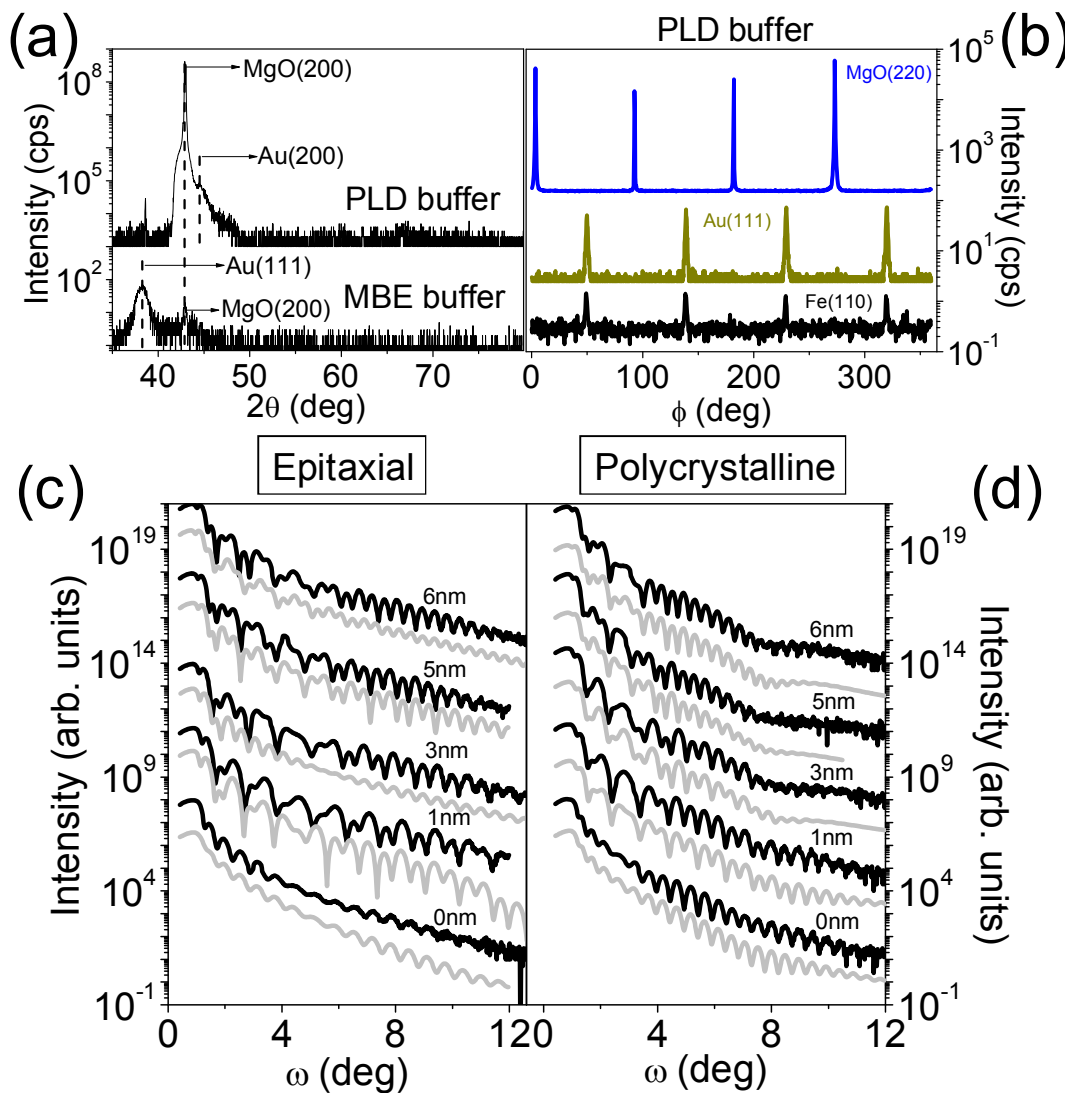 (a)
PLD buffer
(b)
MgO(200)
Au(200)
PLD buffer
Au(111)
MgO(200)
MBE buffer
10^8
10^5
10^2
Intensity (cps)
40 50 60 70
2θ (deg)
MgO(220)
Au(111)
Fe(110)
10^5
10^3
10^1
10^-1
Intensity (cps)
0 100 200 300
ϕ (deg)
(c)
Epitaxial
Polycrystalline
(d)
10^19
10^14
10^9
10^4
10^-1
Intensity (arb. units)
6nm
5nm
3nm
1nm
0nm
0 4 8 12
ω (deg)
6nm
5nm
3nm
1nm
0nm
10^19
10^14
10^9
10^4
10^-1
Intensity (arb. units)
0 4 8 12
ω (deg)